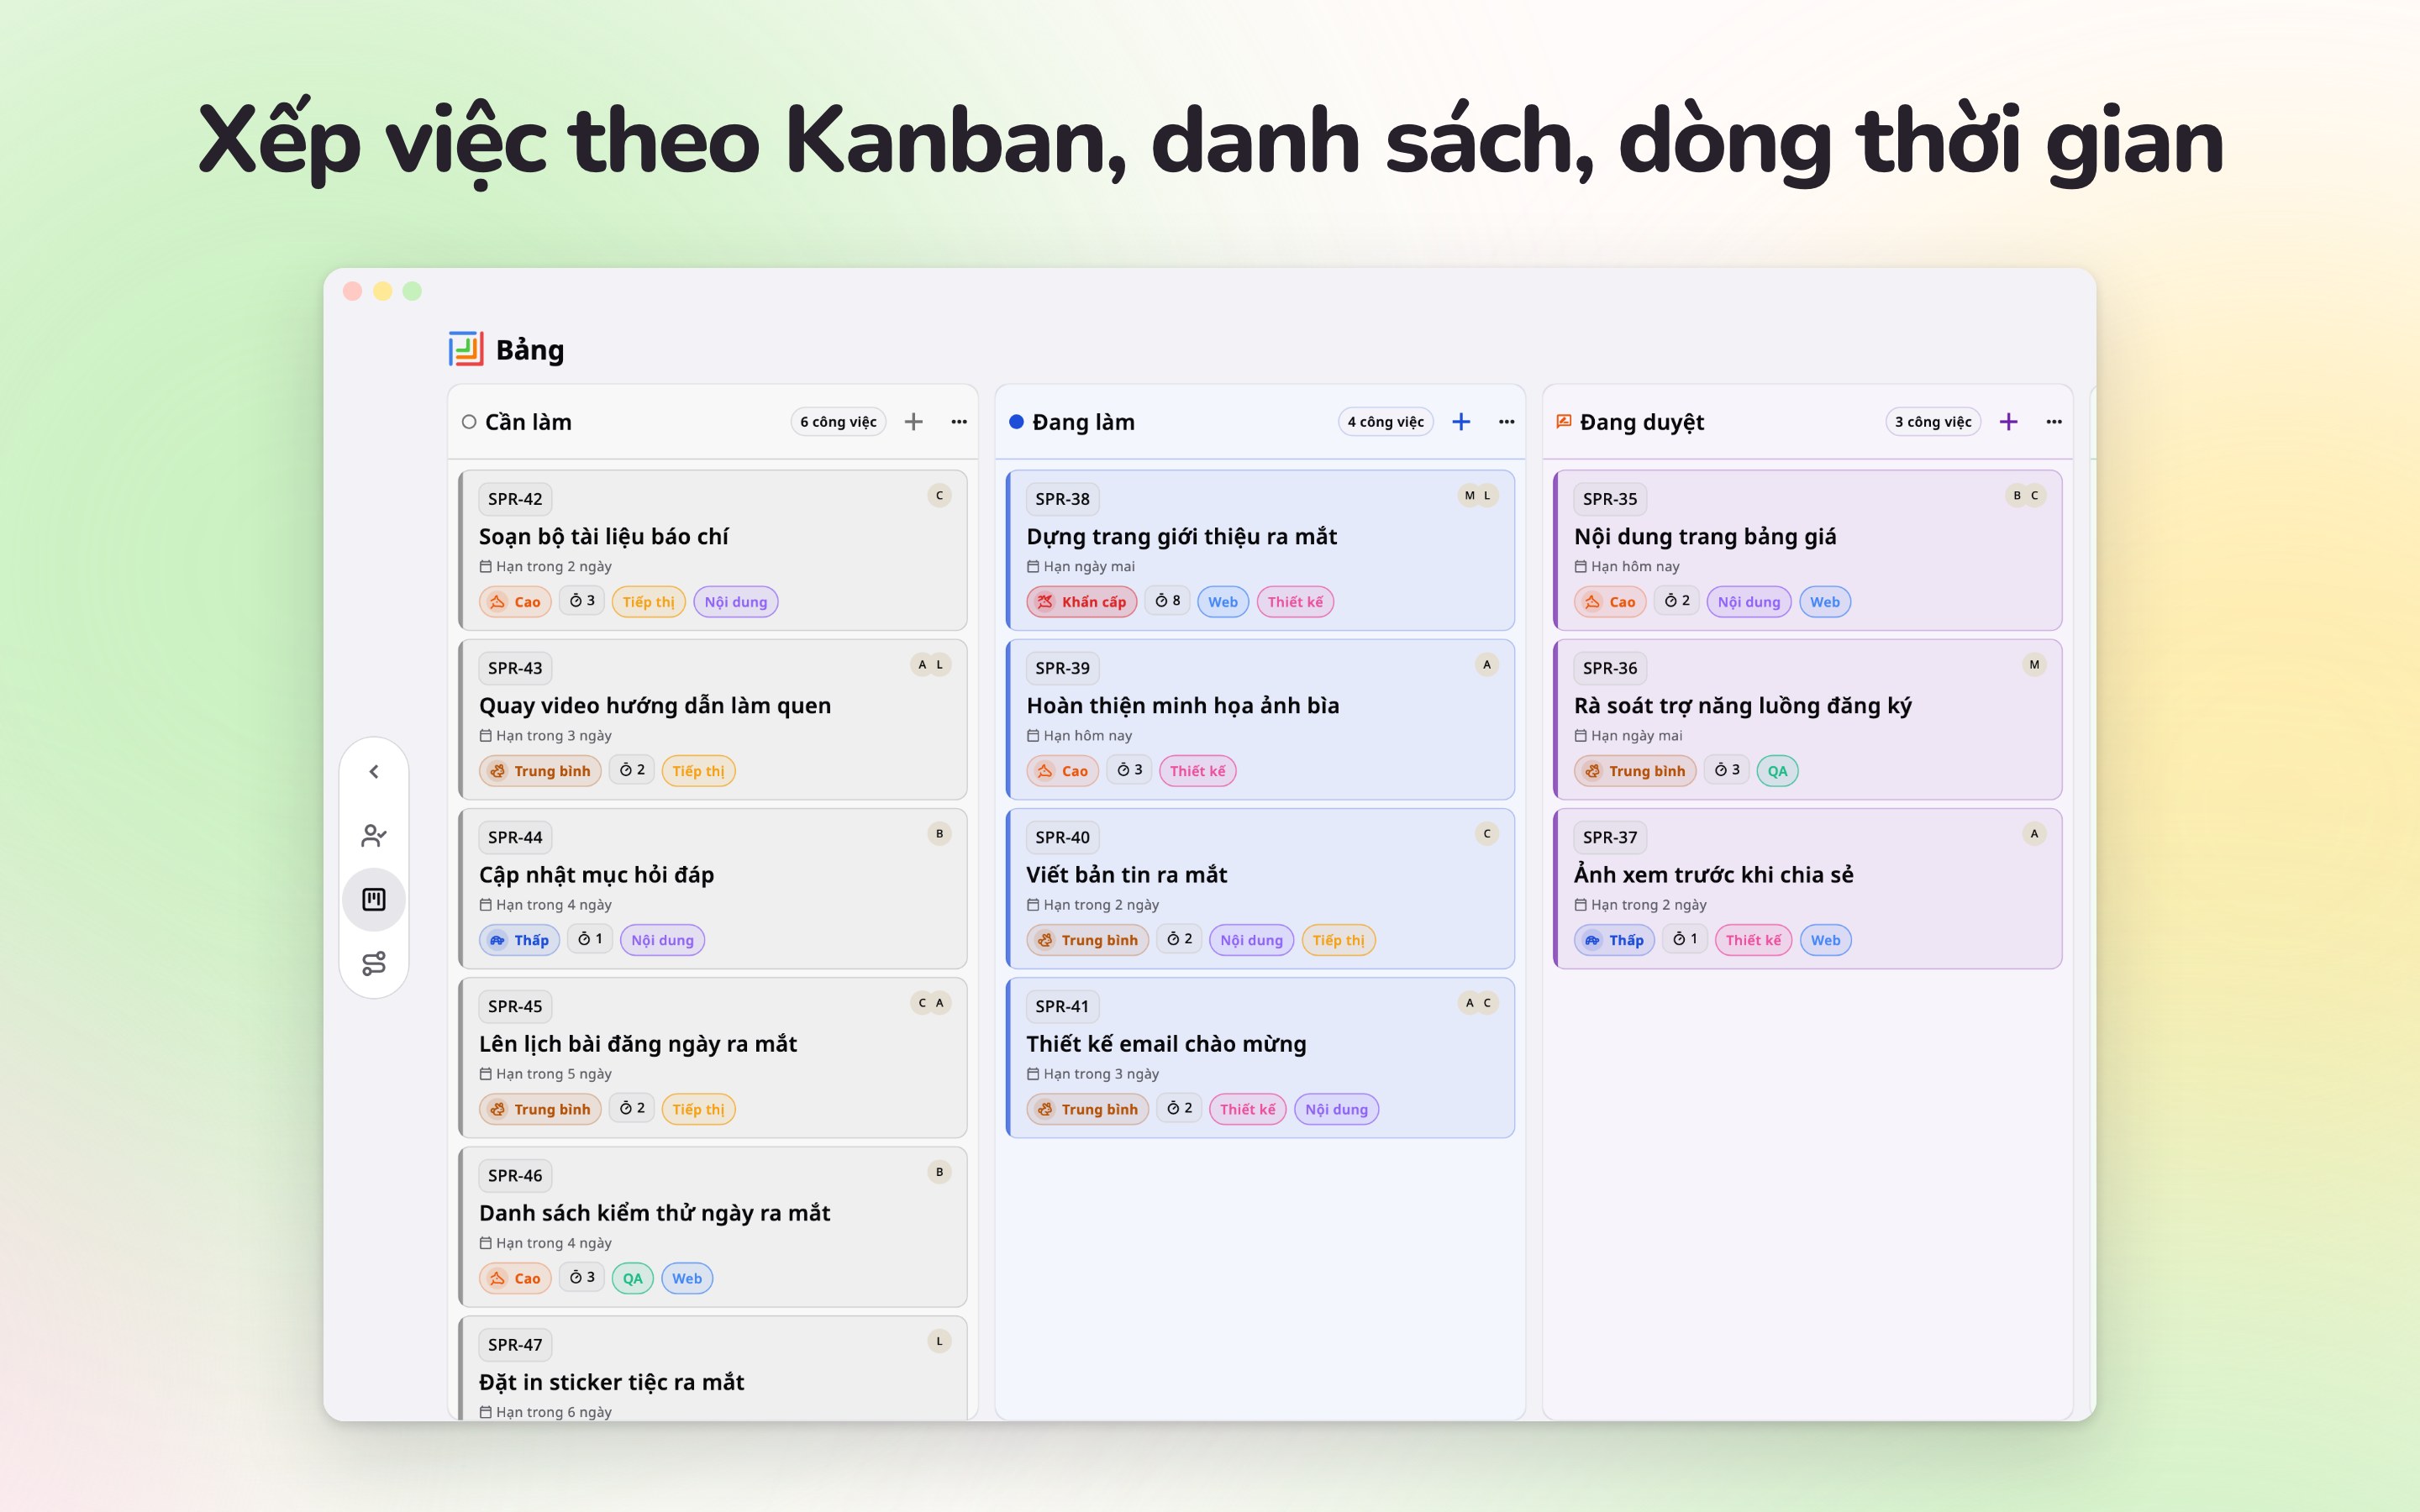 Xếp việc theo Kanban, danh sách, dòng thời gian
Bảng
Cần làm
6 công việc
SPR-42
C
Soạn bộ tài liệu báo chí
Hạn trong 2 ngày
Cao 3 Tiếp thị Nội dung
SPR-43
A L
Quay video hướng dẫn làm quen
Hạn trong 3 ngày
Trung bình 2 Tiếp thị
SPR-44
B
Cập nhật mục hỏi đáp
Hạn trong 4 ngày
Thấp 1 Nội dung
SPR-45
C A
Lên lịch bài đăng ngày ra mắt
Hạn trong 5 ngày
Trung bình 2 Tiếp thị
SPR-46
B
Danh sách kiểm thử ngày ra mắt
Hạn trong 4 ngày
Cao 3 QA Web
SPR-47
L
Đặt in sticker tiệc ra mắt
Hạn trong 6 ngày
Đang làm
4 công việc
SPR-38
M L
Dựng trang giới thiệu ra mắt
Hạn ngày mai
Khẩn cấp 8 Web Thiết kế
SPR-39
A
Hoàn thiện minh họa ảnh bìa
Hạn hôm nay
Cao 3 Thiết kế
SPR-40
C
Viết bản tin ra mắt
Hạn trong 2 ngày
Trung bình 2 Nội dung Tiếp thị
SPR-41
A C
Thiết kế email chào mừng
Hạn trong 3 ngày
Trung bình 2 Thiết kế Nội dung
Đang duyệt
3 công việc
SPR-35
B C
Nội dung trang bảng giá
Hạn hôm nay
Cao 2 Nội dung Web
SPR-36
M
Rà soát trợ năng luồng đăng ký
Hạn ngày mai
Trung bình 3 QA
SPR-37
A
Ảnh xem trước khi chia sẻ
Hạn trong 2 ngày
Thấp 1 Thiết kế Web